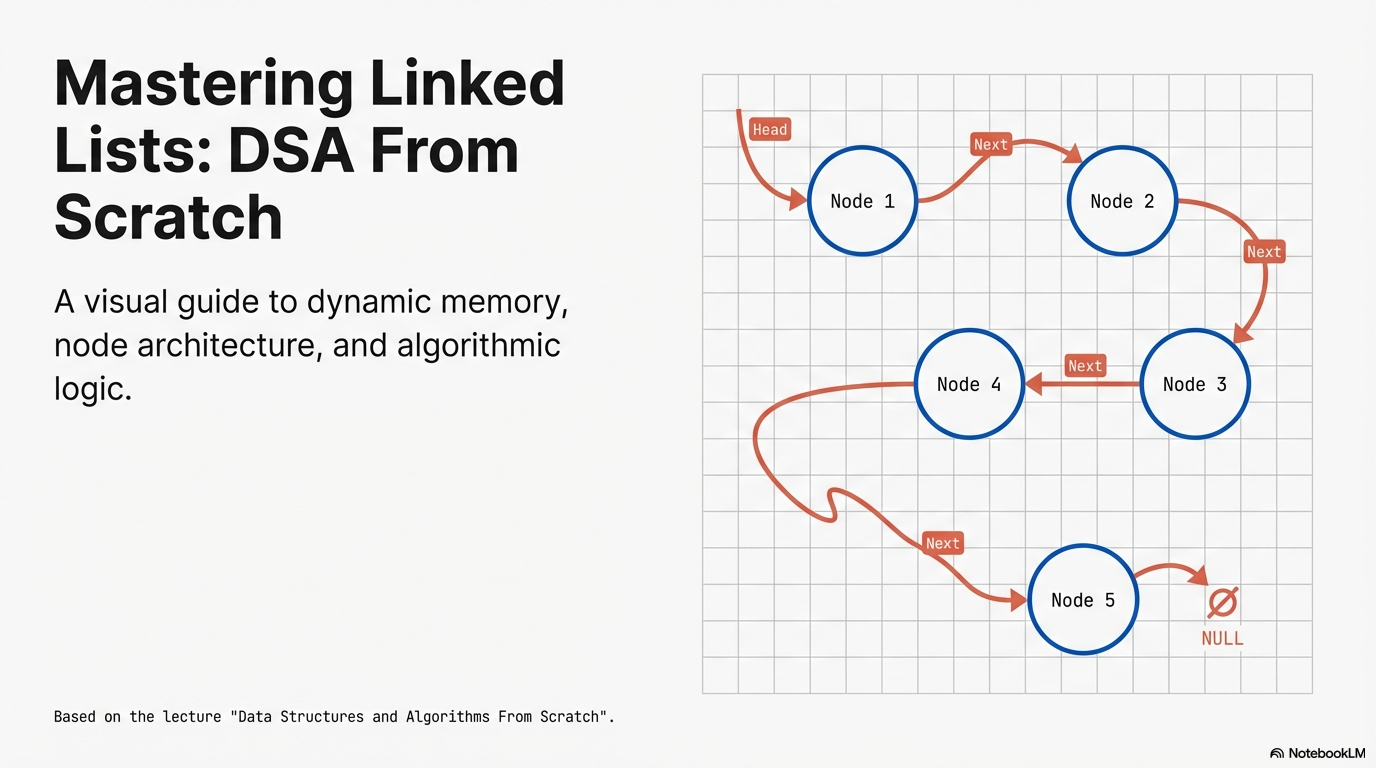 Mastering Linked
Lists: DSA From
Scratch
A visual guide to dynamic memory,
node architecture, and algorithmic
logic.
Head
Next
Node 1
Node 2
Next
Next
Node 4
Node 3
Next
Node 5
NULL
Based on the lecture "Data Structures and Algorithms From Scratch".
NotebookLM